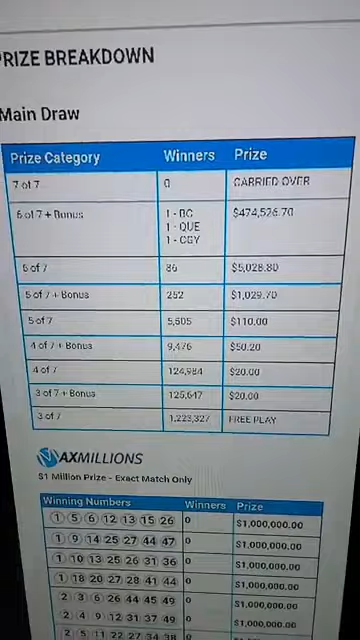 PRIZE BREAKDOWN
Main Draw
Prize Category Winners Prize
7 of 7 0 CARRIED OVER
6 of 7 + Bonus 1 - BC $474,526.70
1 - QUE
1 - CGY
6 of 7 86 $5,028.80
5 of 7 + Bonus 252 $1,029.70
5 of 7 5,505 $110.00
4 of 7 + Bonus 9,476 $50.20
4 of 7 124,984 $20.00
3 of 7 + Bonus 125,647 $20.00
3 of 7 1,223,327 FREE PLAY
MAXMILLIONS
$1 Million Prize - Exact Match Only
Winning Numbers Winners Prize
1 5 6 12 13 15 26 0 $1,000,000.00
1 9 14 25 27 44 47 0 $1,000,000.00
1 10 13 25 26 31 36 0 $1,000,000.00
1 18 20 27 28 41 44 0 $1,000,000.00
2 3 6 26 44 45 49 0 $1,000,000.00
2 4 9 12 31 37 49 0 $1,000,000.00
2 5 11 22 27 34 38 0 $1,000,000.00